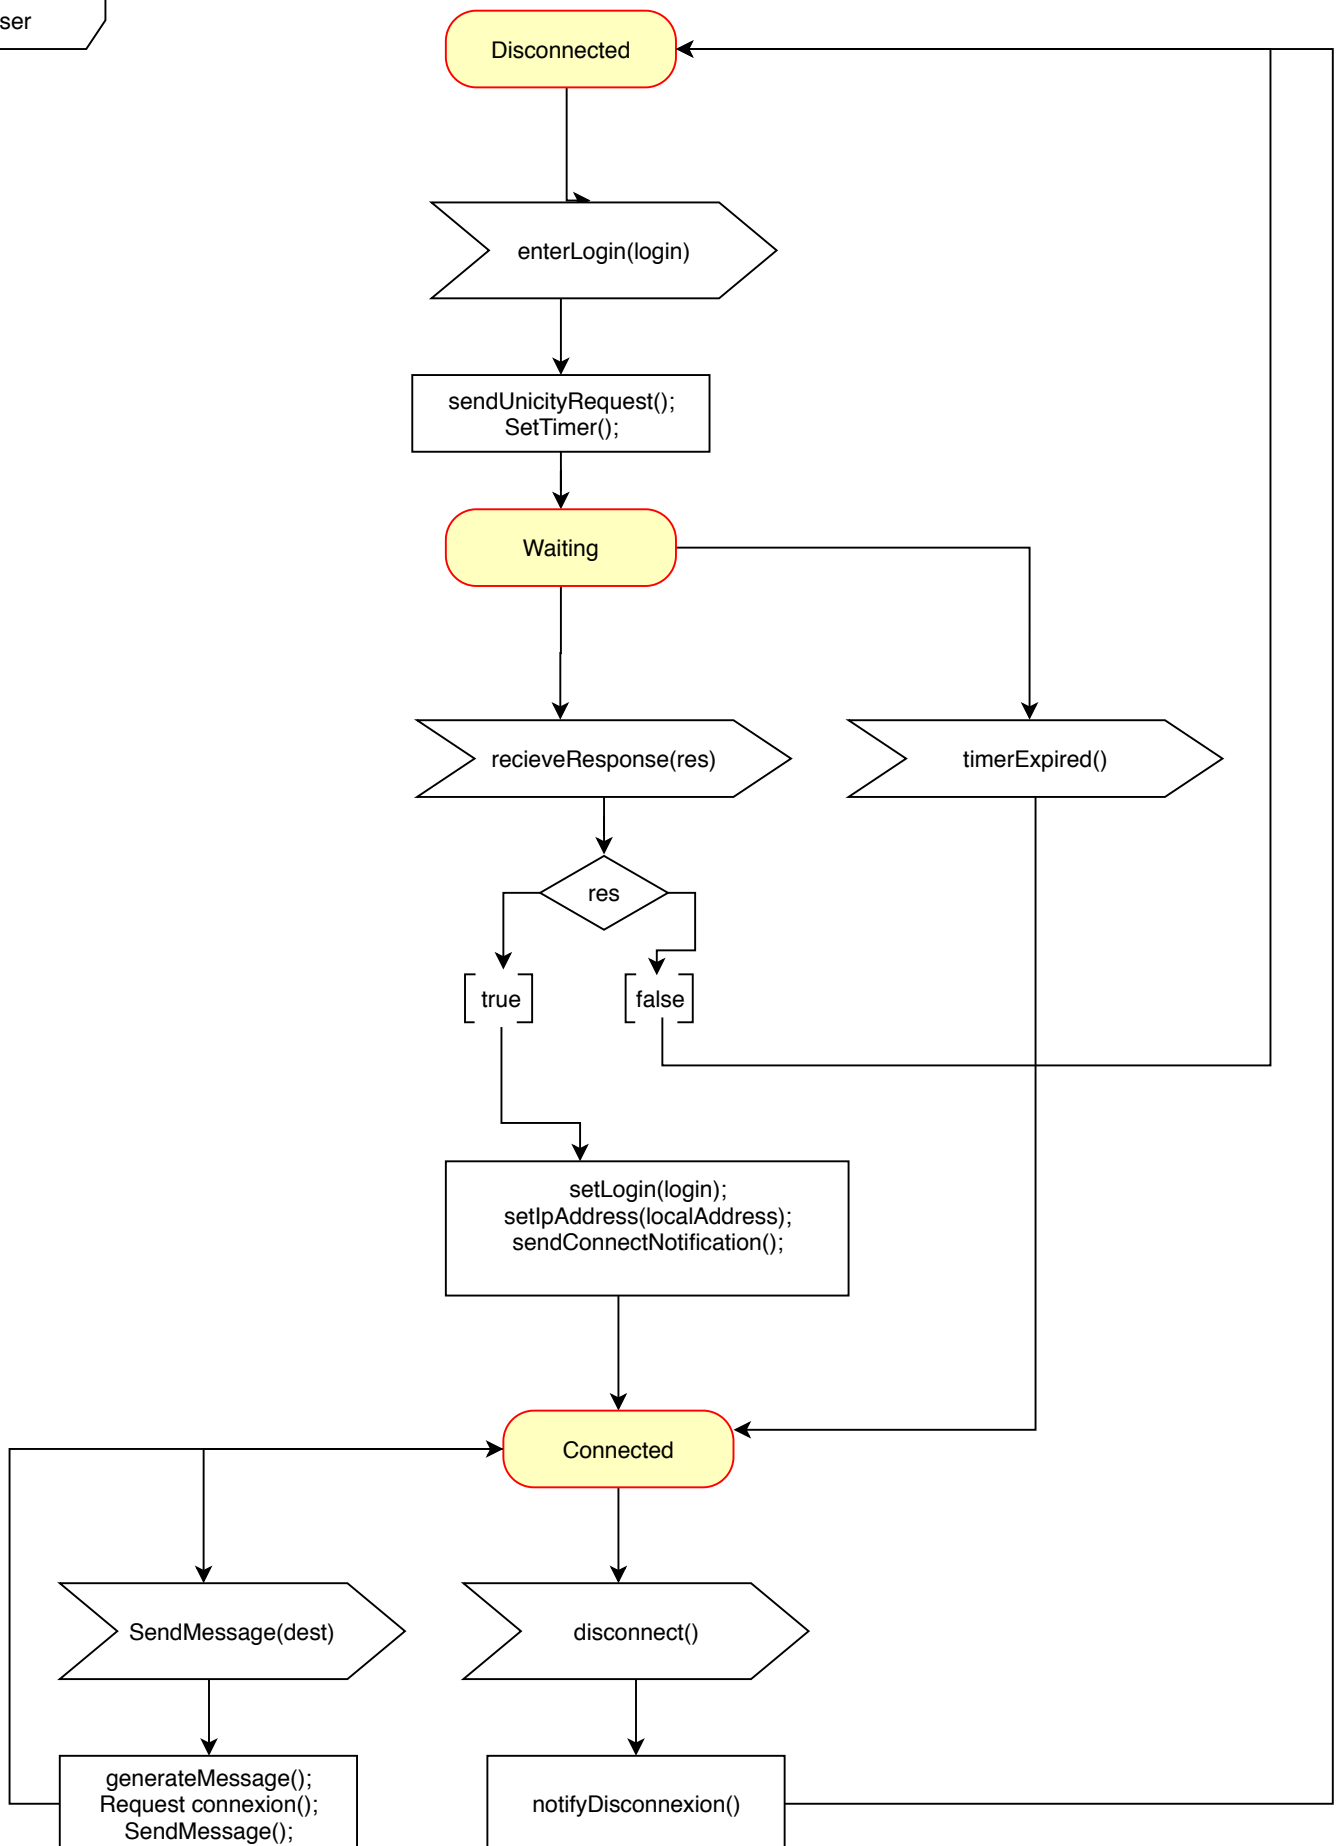 ser
Disconnected
enterLogin(login)
sendUnicityRequest();
SetTimer();
Waiting
recieveResponse(res)
timerExpired()
res
true
false
setLogin(login);
setIpAddress(localAddress);
sendConnectNotification();
Connected
SendMessage(dest)
disconnect()
generateMessage();
Request connexion();
SendMessage();
notifyDisconnexion()